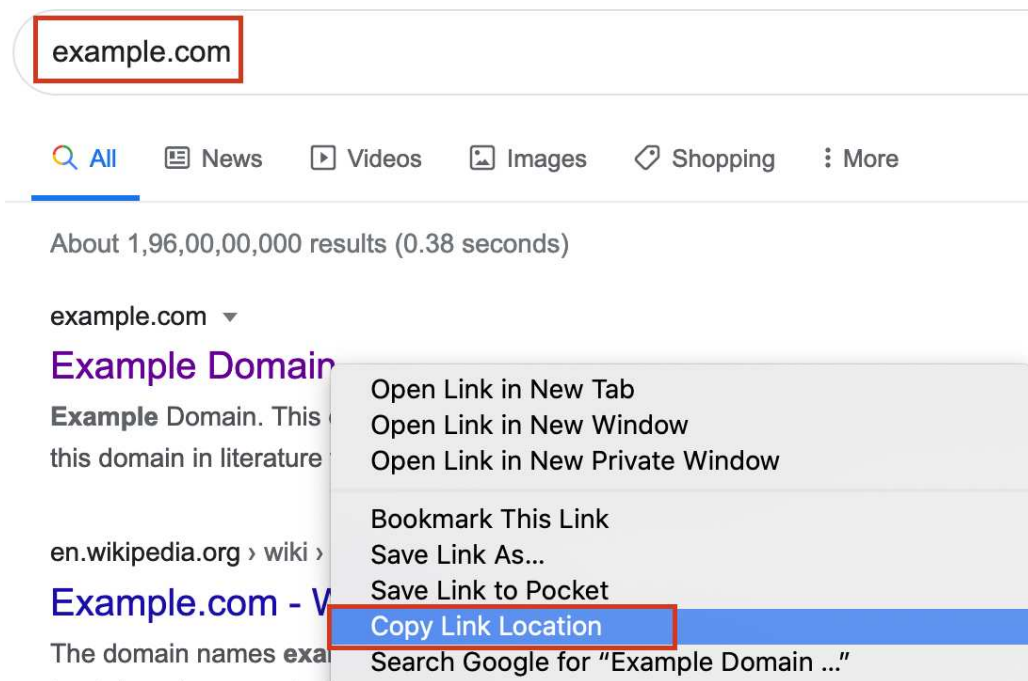 example.com
All News Videos Images Shopping More
About 1,96,00,00,000 results (0.38 seconds)
example.com
Example Domain
Example Domain. This
this domain in literature
Open Link in New Tab
Open Link in New Window
Open Link in New Private Window
Bookmark This Link
Save Link As...
Save Link to Pocket
Copy Link Location
Search Google for “Example Domain ...”
en.wikipedia.org › wiki ›
Example.com -
The domain names